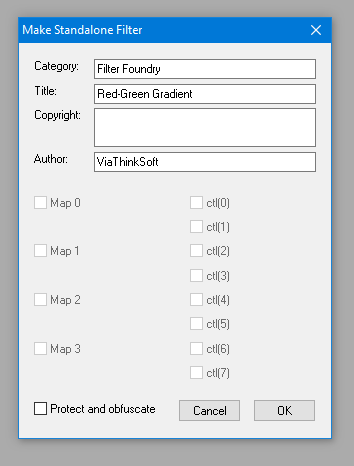 Make Standalone Filter
Category: Filter Foundry
Title: Red-Green Gradient
Copyright:
Author: ViaThinkSoft
Map 0 ctl(0)
ctl(1)
Map 1 ctl(2)
ctl(3)
Map 2 ctl(4)
ctl(5)
Map 3 ctl(6)
ctl(7)
Protect and obfuscate Cancel OK